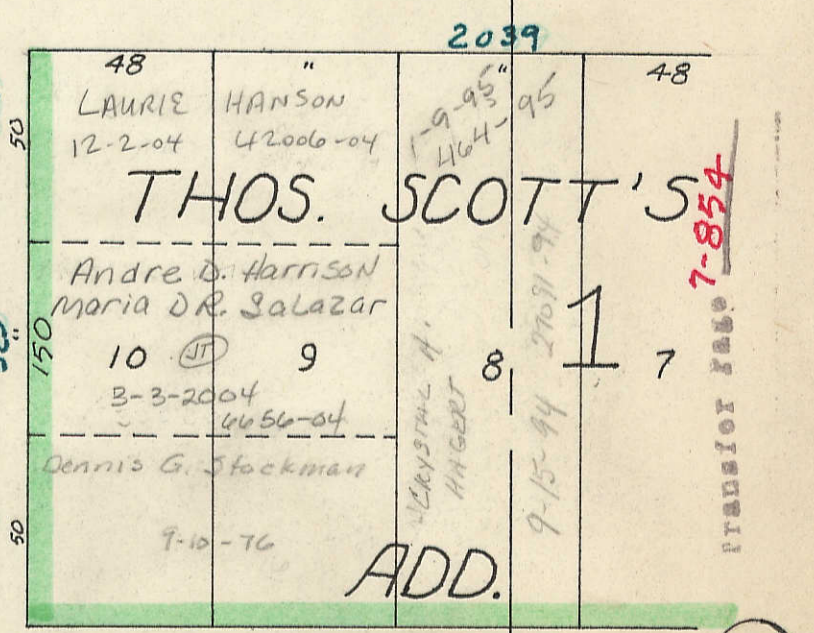 2039
48 " " 48
LAURIE HANSON
12-2-04 42006-04
1-9-95
464-95
50
THOS. SCOTT'S
7-854
Andre D. Harrison
Maria DR. Salazar
150
10 JT 9 8 1 7
3-3-2004
6656-04
CRYSTAL A.
HAGERT
9-15-94
Transfer Page
Dennis G. Stockman
50
9-10-76
ADD.